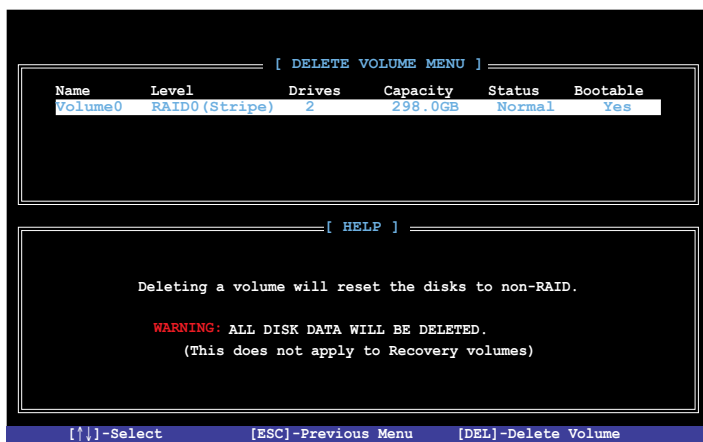 [ DELETE VOLUME MENU ]
Name Level Drives Capacity Status Bootable
Volume0 RAID0(Stripe) 2 298.0GB Normal Yes
[ HELP ]
Deleting a volume will reset the disks to non-RAID.
WARNING: ALL DISK DATA WILL BE DELETED.
(This does not apply to Recovery volumes)
[↑↓]-Select [ESC]-Previous Menu [DEL]-Delete Volume